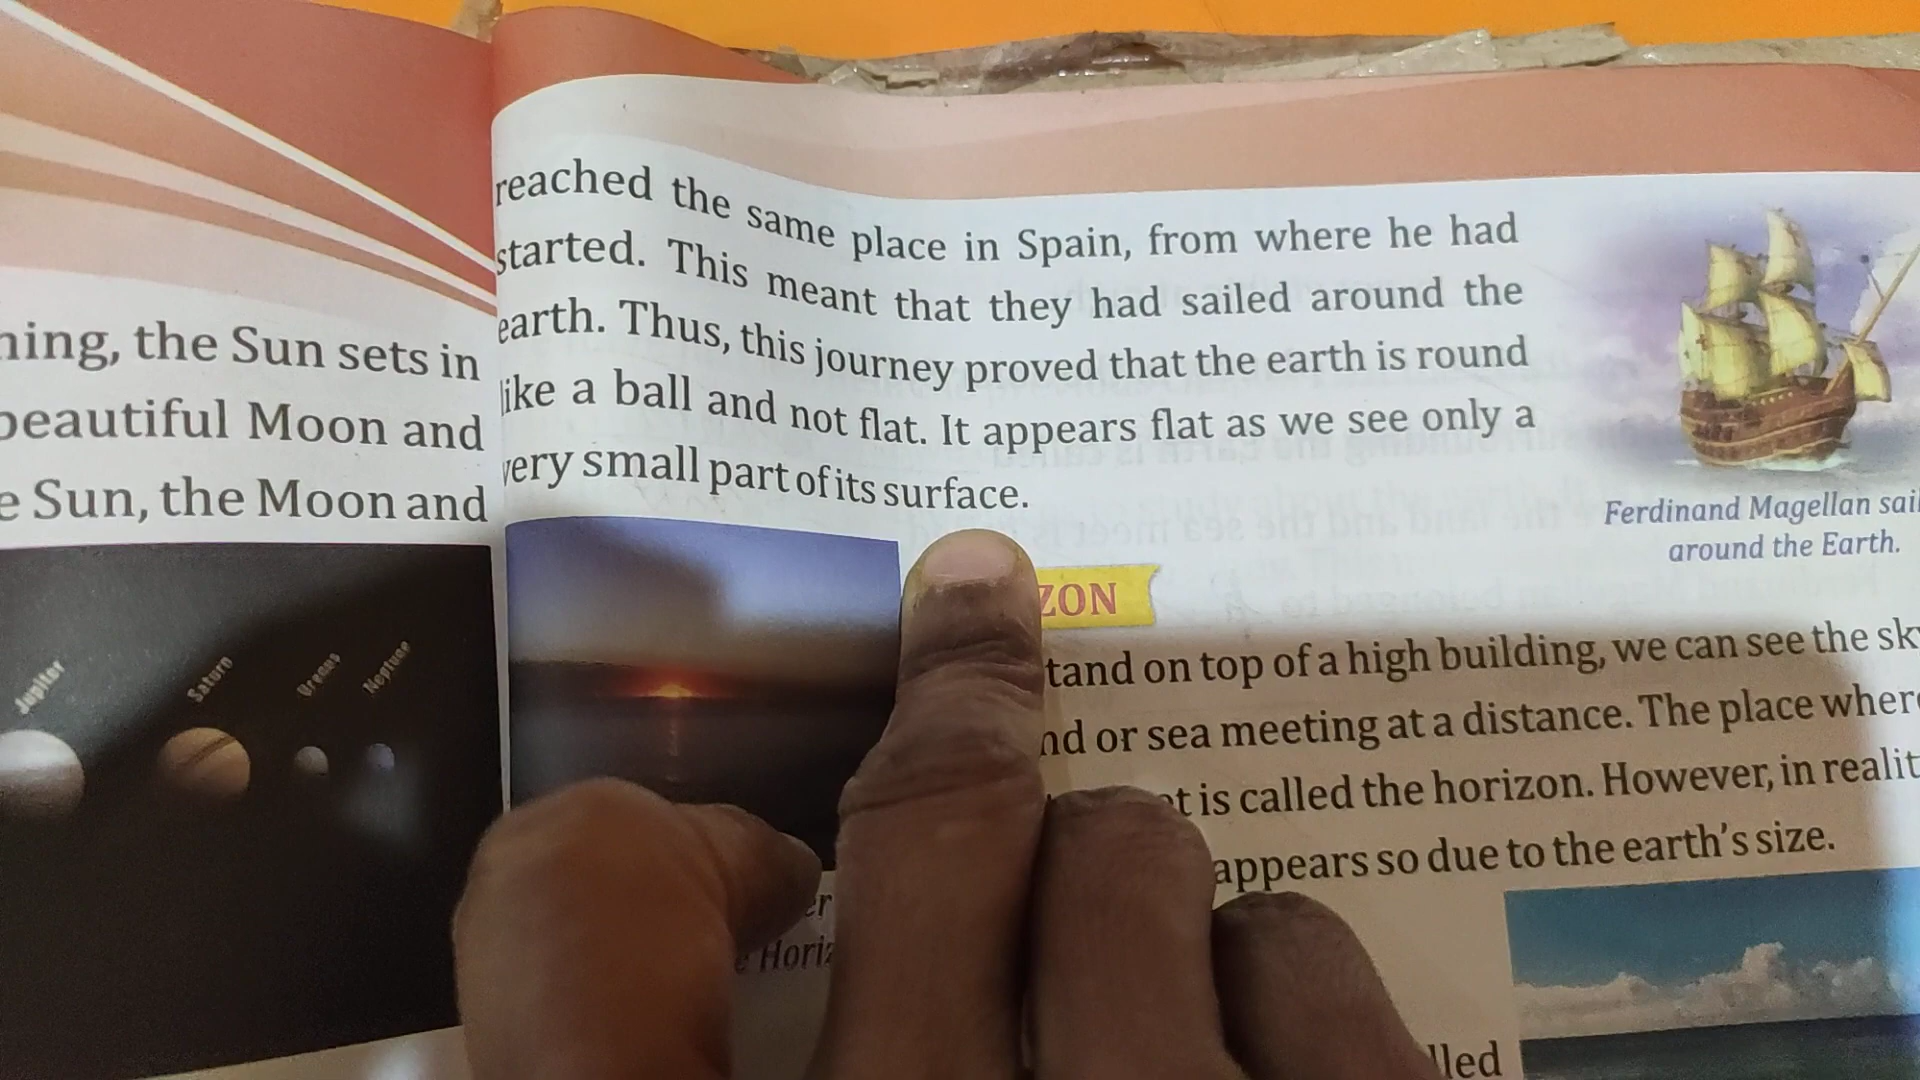 ning, the Sun sets in
beautiful Moon and
e Sun, the Moon and
Jupiter
Saturn
Uranus
Neptune
reached the same place in Spain, from where he had
started. This meant that they had sailed around the
earth. Thus, this journey proved that the earth is round
like a ball and not flat. It appears flat as we see only a
very small part of its surface.
Ferdinand Magellan sail
around the Earth.
ZON
tand on top of a high building, we can see the sky
nd or sea meeting at a distance. The place where
et is called the horizon. However, in realit
appears so due to the earth's size.
er
e Horiz
lled